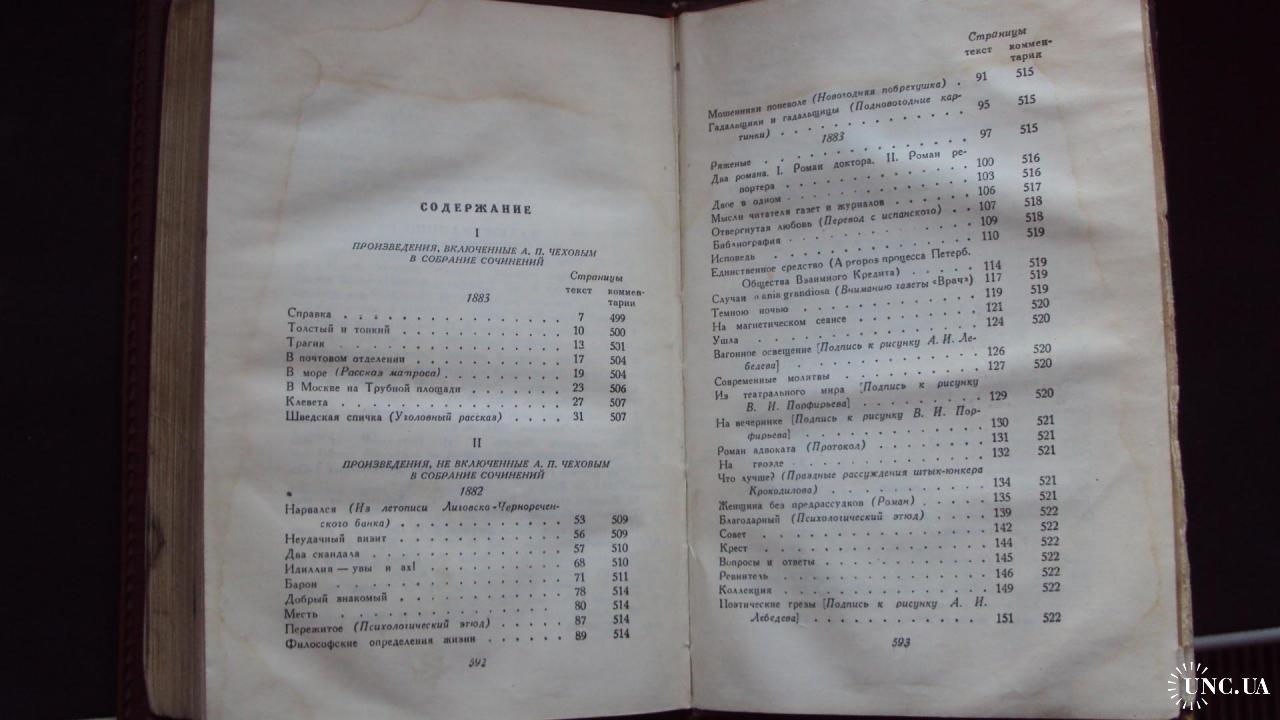 СОДЕРЖАНИЕ
I
ПРОИЗВЕДЕНИЯ, ВКЛЮЧЕННЫЕ А. П. ЧЕХОВЫМ
В СОБРАНИЕ СОЧИНЕНИЙ
Страницы
текст коммен-
тарии
1883
Справка . . . . . . . . . . . . . . 7 499
Толстый и тонкий . . . . . . . . . . 10 500
Трагик . . . . . . . . . . . . . . 13 501
В почтовом отделении . . . . . . . . 17 504
В море (Рассказ матроса) . . . . . . . 19 504
В Москве на Трубной площади . . . . . . 23 506
Клевета . . . . . . . . . . . . . . 27 507
Шведская спичка (Уголовный рассказ) . . . . 31 507
II
ПРОИЗВЕДЕНИЯ, НЕ ВКЛЮЧЕННЫЕ А. П. ЧЕХОВЫМ
В СОБРАНИЕ СОЧИНЕНИЙ
1882
Нарвался (Из летописи Лиговско-Чернореченс-
ского банка) . . . . . . . . . . . 53 509
Неудачный визит . . . . . . . . . . 56 509
Два скандала . . . . . . . . . . . . 57 510
Идиллия — увы и ах! . . . . . . . . . 68 510
Барон . . . . . . . . . . . . . . 71 511
Добрый знакомый . . . . . . . . . . 78 514
Месть . . . . . . . . . . . . . . 80 514
Пережитое (Психологический этюд) . . . . . 87 514
Философские определения жизни . . . . . 89 514
592
Страницы
текст коммен-
тарии
Мошенники поневоле (Новогодняя побрехушка) . 91 515
Гадальщики и гадальщицы (Подновогодние кар-
тинки) . . . . . . . . . . . . . 95 515
1883
Ряженые . . . . . . . . . . . . . 97 515
Два романа. I. Роман доктора. II. Роман ре-
портера . . . . . . . . . . . . 100 516
Двое в одном . . . . . . . . . . . 103 516
Мысли читателя газет и журналов . . . . . 106 517
Отвергнутая любовь (Перевод с испанского) . . 107 518
Библиография . . . . . . . . . . . 109 518
Исповедь . . . . . . . . . . . . . 110 519
Единственное средство (A propos процесса Петерб.
Общества Взаимного Кредита) . . . . . 114 519
Случаи mania grandiosa (Вниманию газеты «Врач») 117 519
Темною ночью . . . . . . . . . . . 119 519
На магнетическом сеансе . . . . . . . . 121 520
Ушла . . . . . . . . . . . . . . 124 520
Вагонное освещение [Подпись к рисунку А. И. Ле-
бедева] . . . . . . . . . . . . 126 520
Современные молитвы . . . . . . . . . 127 520
Из театрального мира [Подпись к рисунку
В. И. Порфирьева] . . . . . . . . . 129 520
На вечеринке [Подпись к рисунку В. И. Пор-
фирьева] . . . . . . . . . . . . 130 521
Роман адвоката (Протокол) . . . . . . . 131 521
На гвозде . . . . . . . . . . . . . 132 521
Что лучше? (Праздные рассуждения штык-юнкера
Крокодилова) . . . . . . . . . . . 134 521
Женщина без предрассудков (Роман) . . . . 135 521
Благодарный (Психологический этюд) . . . . 139 522
Совет . . . . . . . . . . . . . . 142 522
Крест . . . . . . . . . . . . . . 144 522
Вопросы и ответы . . . . . . . . . . 145 522
Ревнитель . . . . . . . . . . . . . 146 522
Коллекция . . . . . . . . . . . . . 149 522
Поэтические грезы [Подпись к рисунку А. И.
Лебедева] . . . . . . . . . . . . 151 522
593
UNC.UA